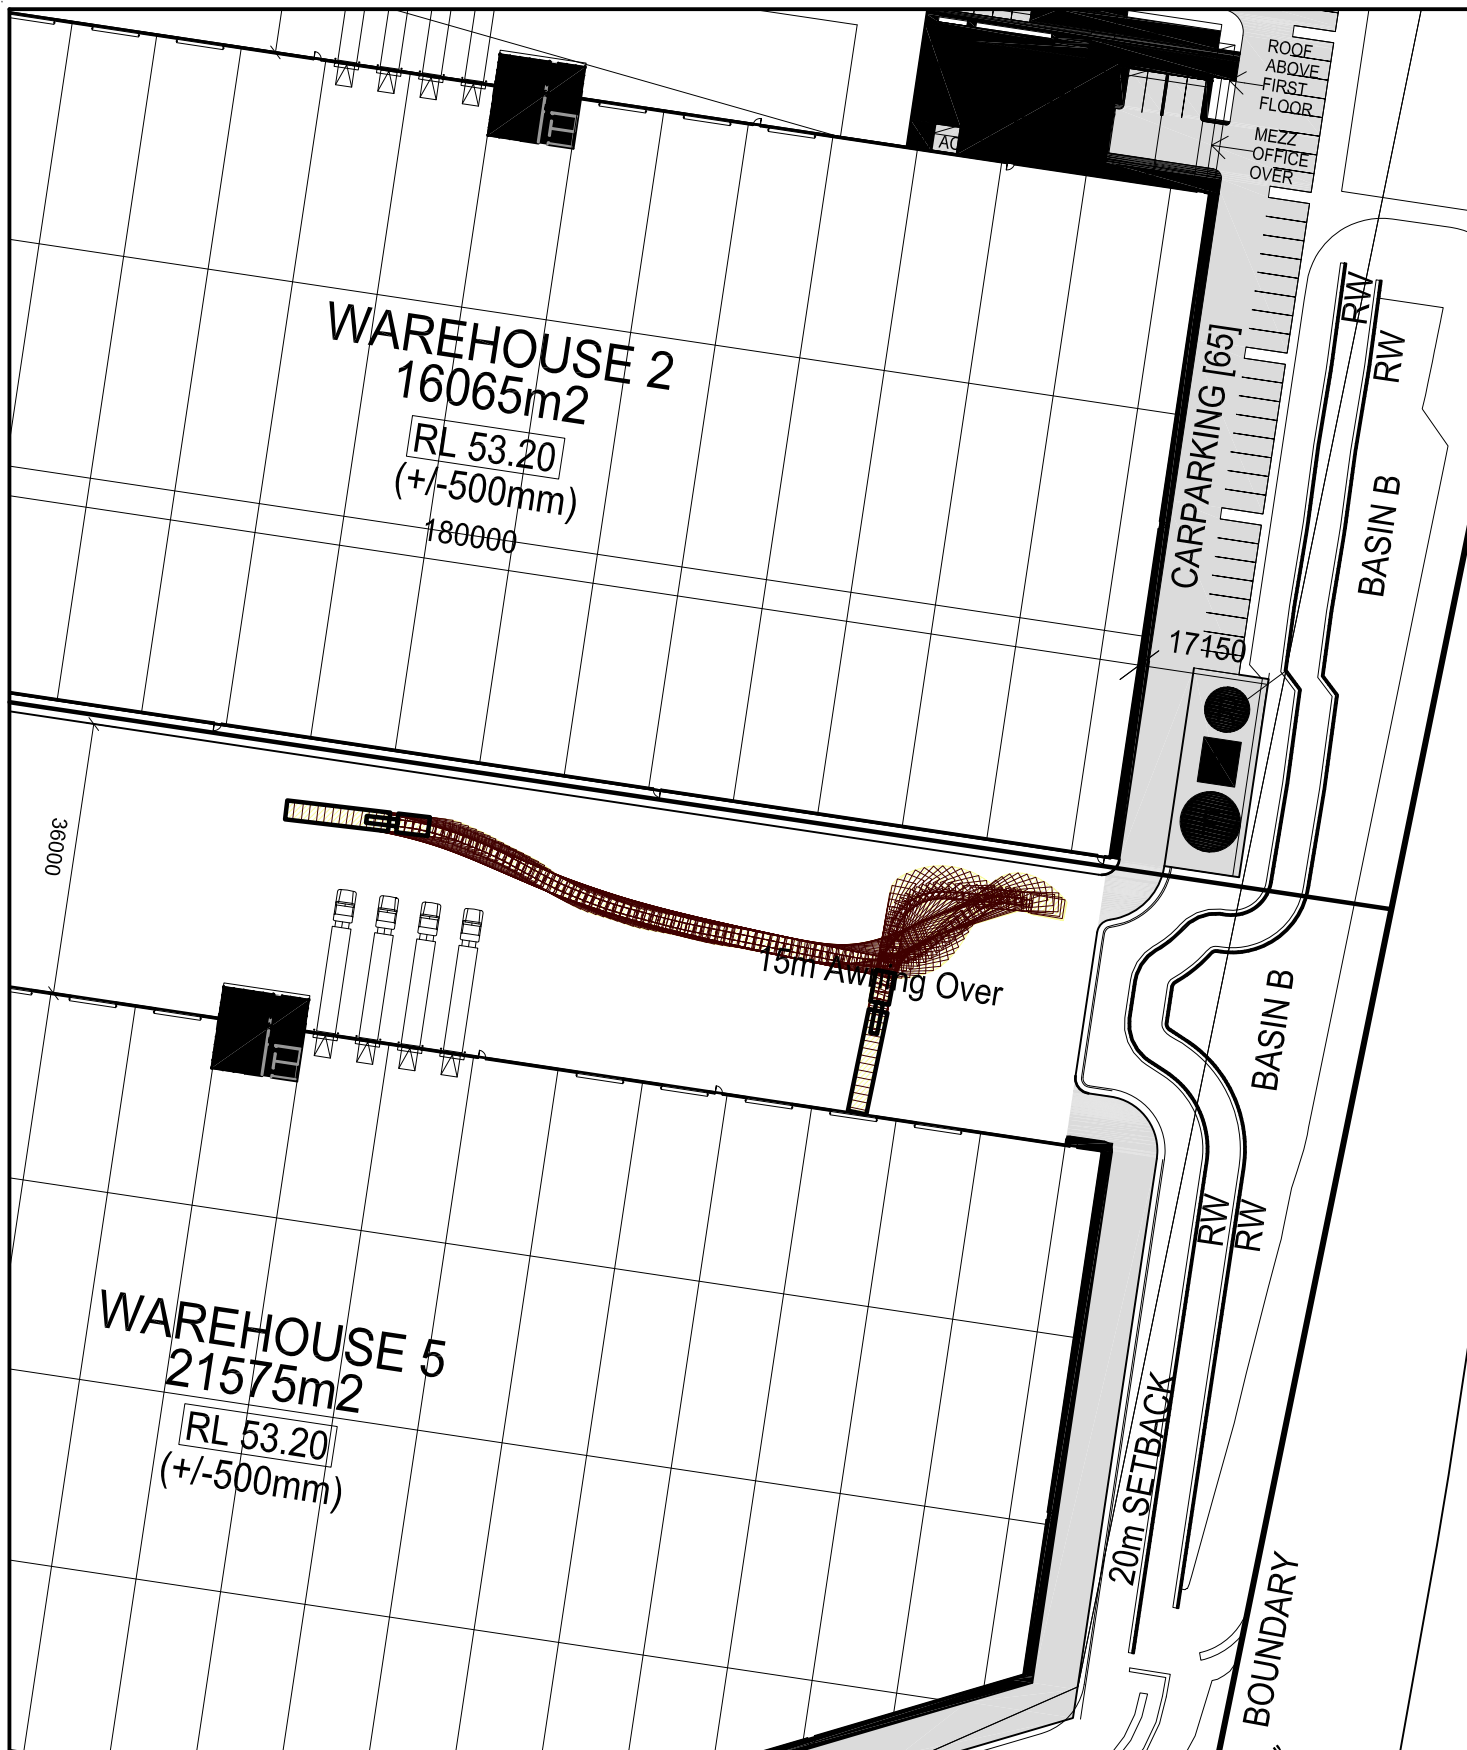 ROOF
ABOVE
FIRST
FLOOR
MEZZ
OFFICE
OVER
WAREHOUSE 2
16065m2
RL 53.20
(+/-500mm)
180000
CARPARKING [65]
RW
RW
BASIN B
17150
36000
15m Awning Over
BASIN B
RW
RW
WAREHOUSE 5
21575m2
RL 53.20
(+/-500mm)
20m SETBACK
BOUNDARY